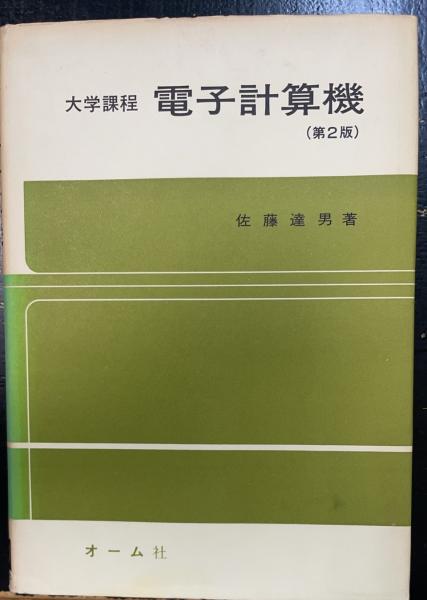 大学課程 電子計算機
(第2版)
佐藤達男著
オーム社